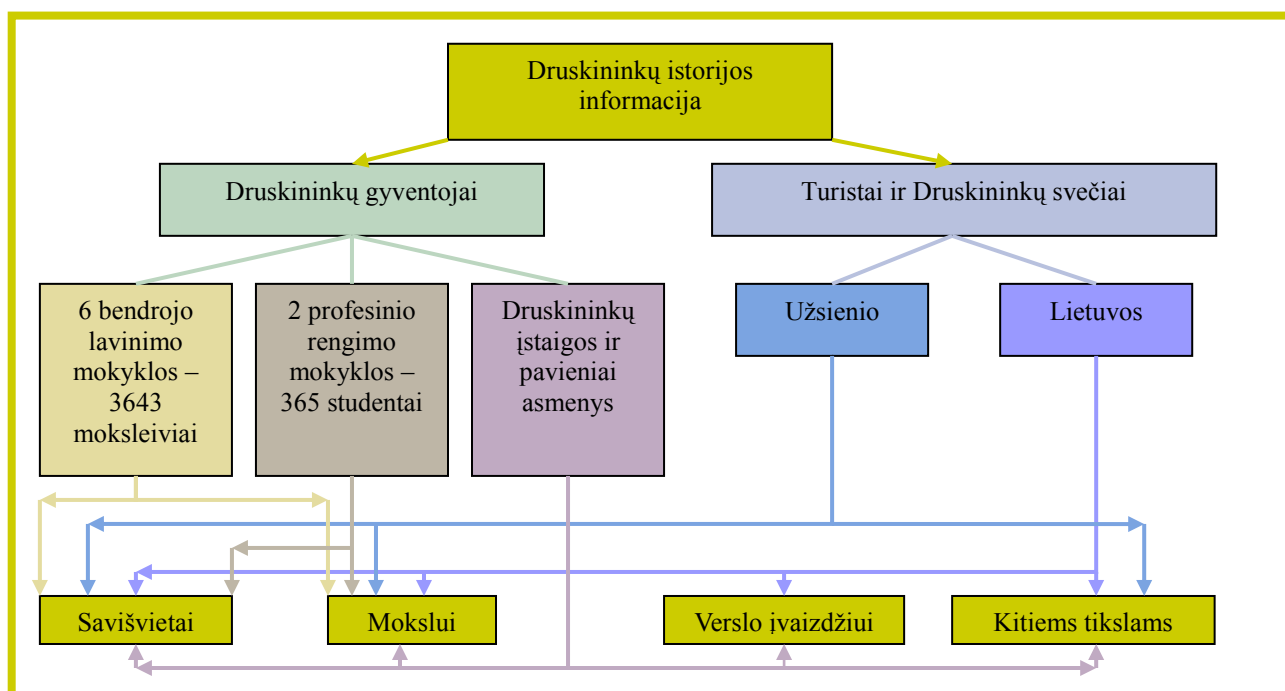 Druskininkų istorijos
informacija
Druskininkų gyventojai
Turistai ir Druskininkų svečiai
6 bendrojo
lavinimo
mokyklos –
3643
moksleiviai
2 profesinio
rengimo
mokyklos –
365 studentai
Druskininkų
įstaigos ir
pavieniai
asmenys
Užsienio
Lietuvos
Savišvietai
Mokslui
Verslo įvaizdžiui
Kitiems tikslams